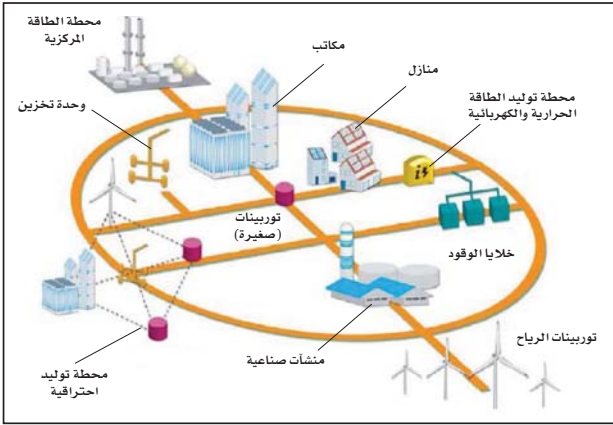 محطة الطاقة
المركزية
مكاتب
منازل
محطة توليد الطاقة
الحرارية والكهربائية
وحدة تخزين
توربينات
(صغيرة)
خلايا الوقود
توربينات الرياح
منشآت صناعية
محطة توليد
احتراقية